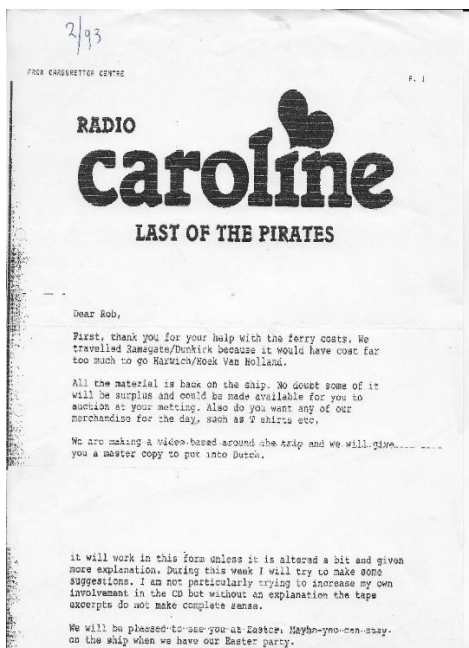 2/93
FROM CARBURETTOR CENTRE
P. 1
RADIO
caroline
LAST OF THE PIRATES
Dear Rob,
First, thank you for your help with the ferry costs. We
travelled Ramsgate/Dunkirk because it would have cost far
too much to go Harwich/Hoek Van Holland.
All the material is back on the ship. No doubt some of it
will be surplus and could be made available for you to
auction at your metting. Also do you want any of our
merchandise for the day, such as T shirts etc.
We are making a video based around the trip and we will give
you a master copy to put into Dutch.
it will work in this form unless it is altered a bit and given
more explanation. During this week I will try to make some
suggestions. I am not particularly trying to increase my own
involvement in the CD but without an explanation the tape
excerpts do not make complete sense.
We will be pleased to see you at Easter. Maybe you can stay
on the ship when we have our Easter party.